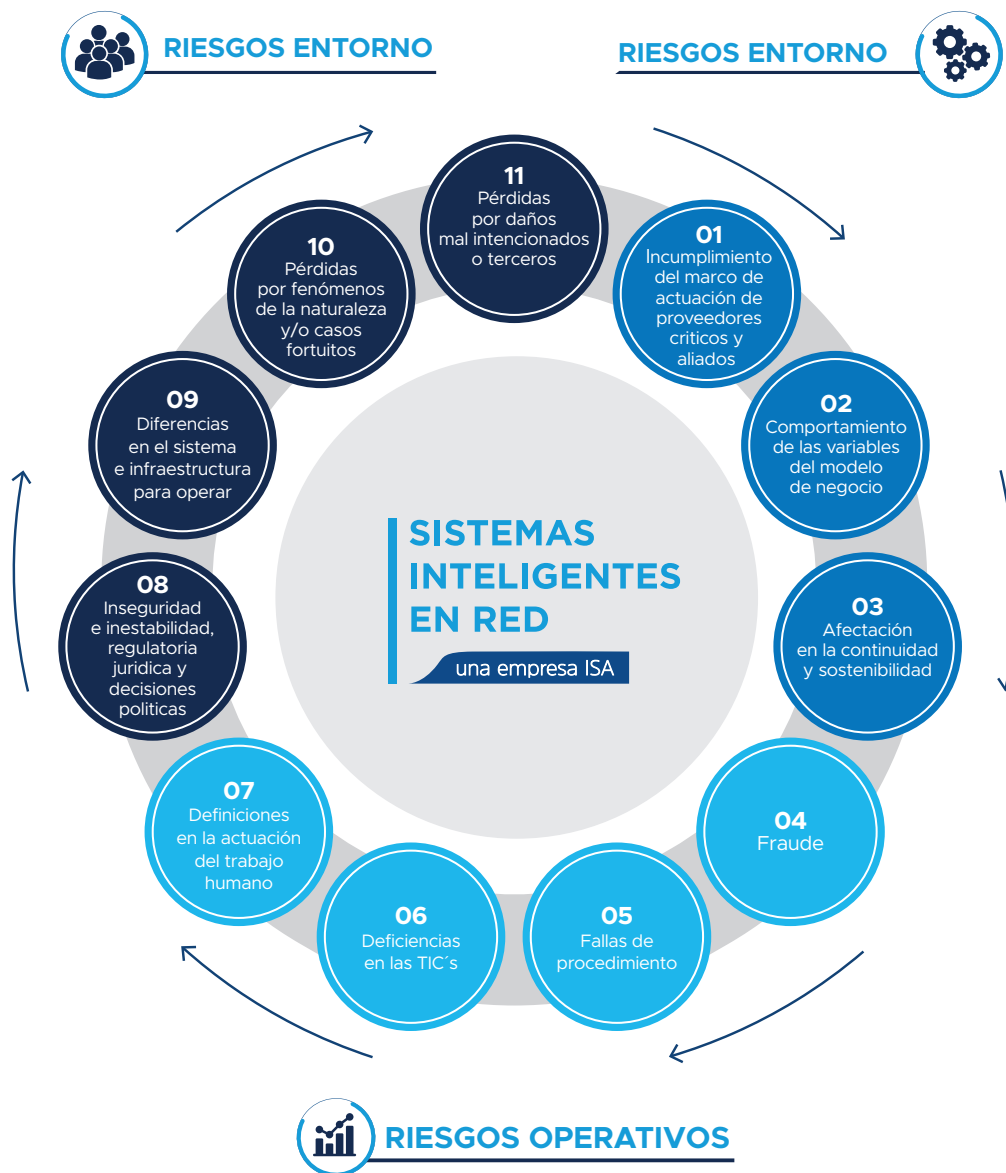 RIESGOS ENTORNO
RIESGOS ENTORNO
11
Pérdidas
por daños
mal intencionados
o terceros
01
Incumplimiento
del marco de
actuación de
proveedores
criticos y
aliados
02
Comportamiento
de las variables
del modelo
de negocio
03
Afectación
en la continuidad
y sostenibilidad
04
Fraude
05
Fallas de
procedimiento
06
Deficiencias
en las TIC´s
07
Definiciones
en la actuación
del trabajo
humano
08
Inseguridad
e inestabilidad,
regulatoria
juridica y
decisiones
politicas
09
Diferencias
en el sistema
e infraestructura
para operar
10
Pérdidas
por fenómenos
de la naturaleza
y/o casos
fortuitos
SISTEMAS
INTELIGENTES
EN RED
una empresa ISA
RIESGOS OPERATIVOS